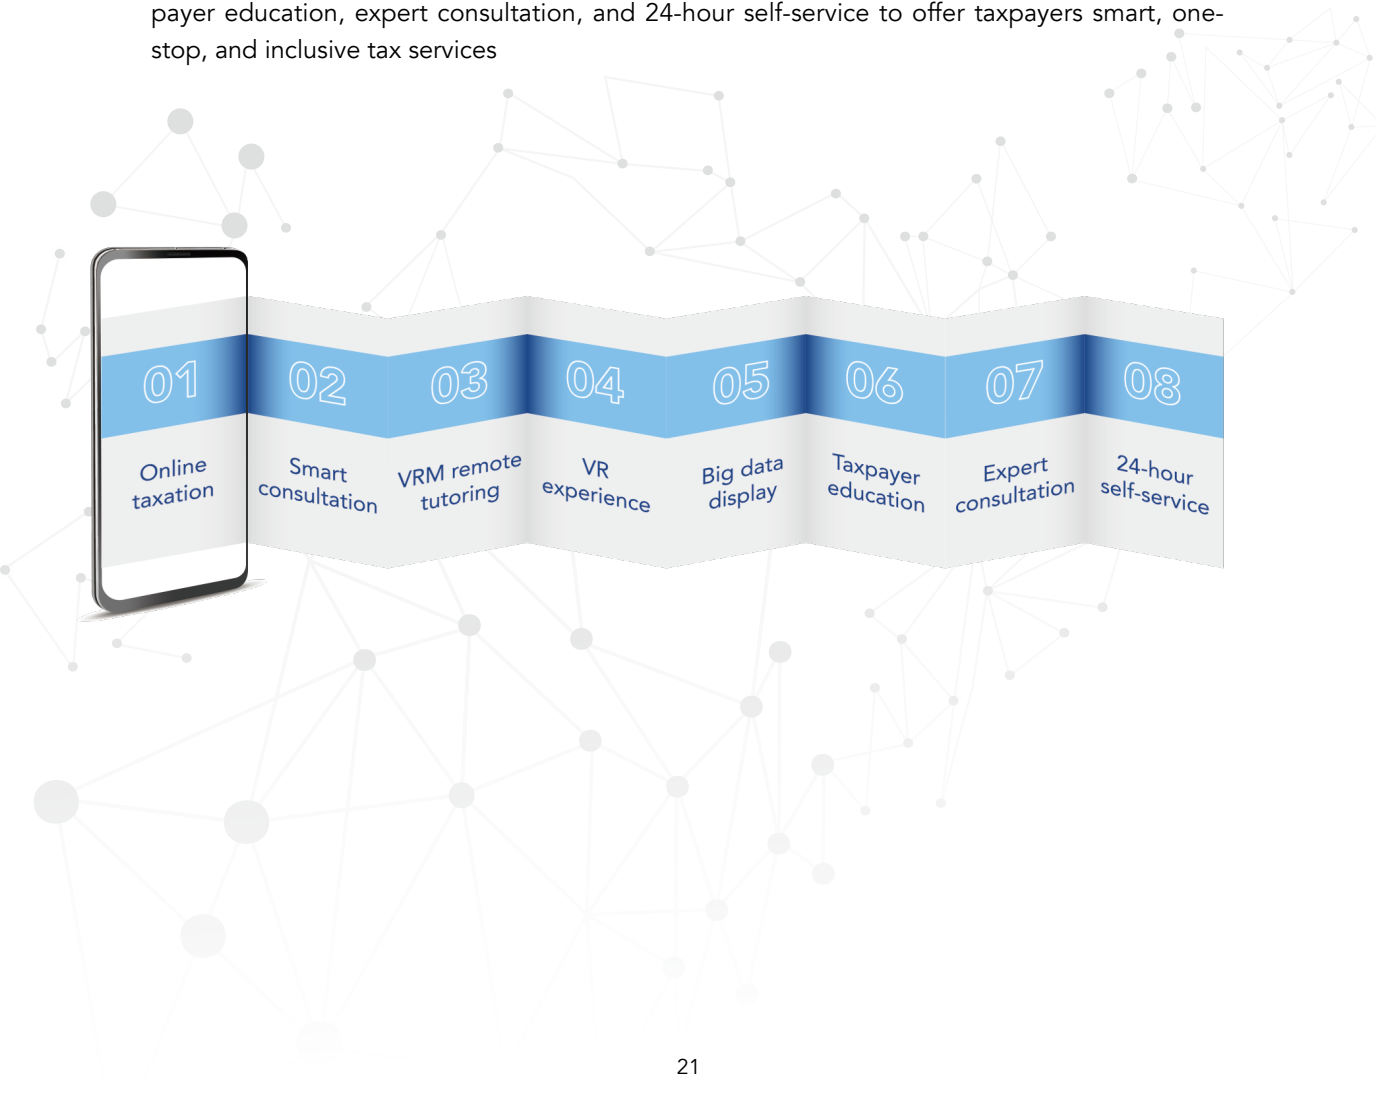 payer education, expert consultation, and 24-hour self-service to offer taxpayers smart, one-
stop, and inclusive tax services
01
02
03
04
05
06
07
08
Online
taxation
Smart
consultation
VRM remote
tutoring
VR
experience
Big data
display
Taxpayer
education
Expert
consultation
24-hour
self-service
21